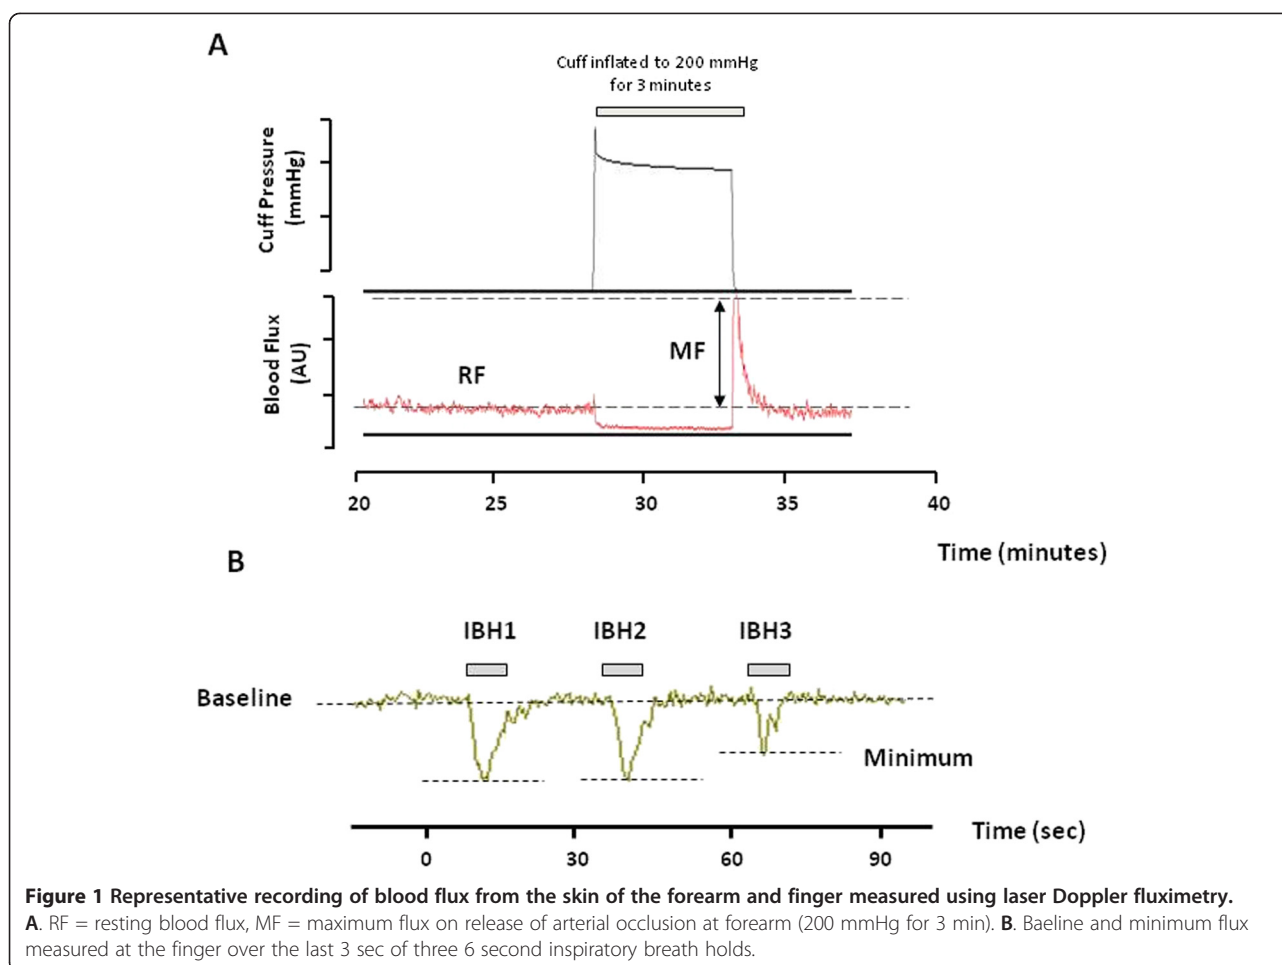 A
Cuff inflated to 200 mmHg
for 3 minutes
Cuff Pressure
(mmHg)
Blood Flux
(AU)
RF
MF
20 25 30 35 40
Time (minutes)
B
IBH1 IBH2 IBH3
Baseline
Minimum
Time (sec)
0 30 60 90
Figure 1 Representative recording of blood flux from the skin of the forearm and finger measured using laser Doppler fluximetry.
A. RF = resting blood flux, MF = maximum flux on release of arterial occlusion at forearm (200 mmHg for 3 min). B. Baeline and minimum flux
measured at the finger over the last 3 sec of three 6 second inspiratory breath holds.